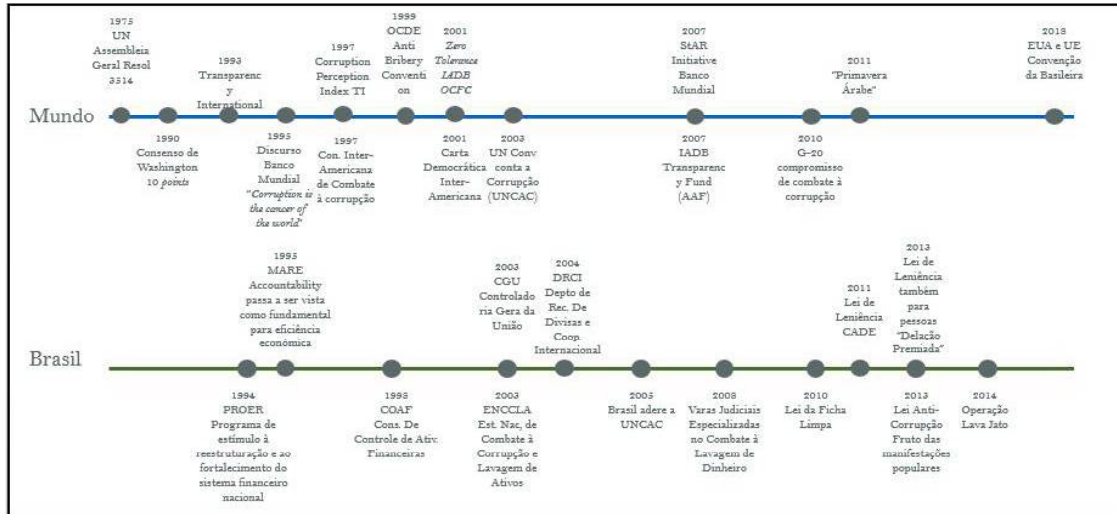 1975
UN
Assembleia
Geral Resol
3514
1993
Transparenc
y
International
1997
Corruption
Perception
Index TI
1999
OCDE
Anti
Bribery
Conventi
on
2001
Zero
Tolerance
IADB
OCFC
2007
StAR
Initiative
Banco
Mundial
2011
"Primavera
Árabe"
2018
EUA e UE
Convenção
da Basileira
Mundo
1990
Consenso de
Washington
10 points
1995
Discurso
Banco
Mundial
"Corruption is
the cancer of
the world"
1997
Con. Inter-
Americana
de Combate
à corrupção
2001
Carta
Democrática
Inter-
Americana
2003
UN Conv
conta a
Corrupção
(UNCAC)
2007
IADB
Transparenc
y Fund
(AAF)
2010
G-20
compromisso
de combate à
corrupção
1995
MARE
Accountability
passa a ser vista
como fundamental
para eficiência
econômica
2003
CGU
Controlado
ria Gera da
União
2004
DRCI
Depto de
Rec. De
Divisas e
Coop.
Internacional
2011
Lei de
Leniência
CADE
2013
Lei de
Leniência
também
para
pessoas
"Delação
Premiada"
Brasil
1994
PROER
Programa de
estímulo à
reestruturação e ao
fortalecimento do
sistema financeiro
nacional
1998
COAF
Cons. De
Controle de Ativ.
Financeiras
2003
ENCCLA
Est. Nac, de
Combate à
Corrupção e
Lavagem de
Ativos
2005
Brasil adere a
UNCAC
2008
Varas Judiciais
Especializadas
no Combate à
Lavagem de
Dinheiro
2010
Lei da Ficha
Limpa
2013
Lei Anti-
Corrupção
Fruto das
manifestações
populares
2014
Operação
Lava Jato